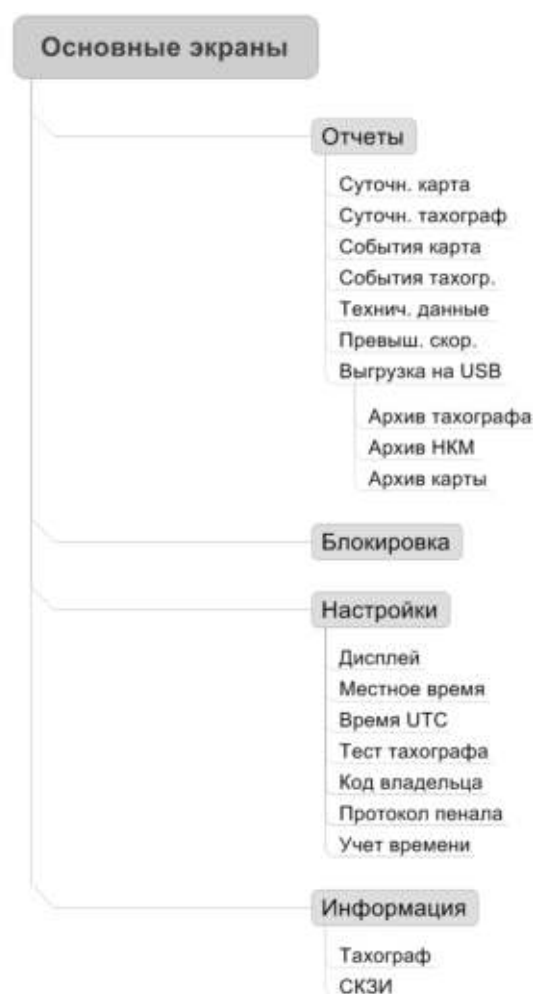 Основные экраны
Отчеты
Суточн. карта
Суточн. тахограф
События карта
События тахогр.
Технич. данные
Превыш. скор.
Выгрузка на USB
Архив тахографа
Архив НКМ
Архив карты
Блокировка
Настройки
Дисплей
Местное время
Время UTC
Тест тахографа
Код владельца
Протокол пенала
Учет времени
Информация
Тахограф
СКЗИ